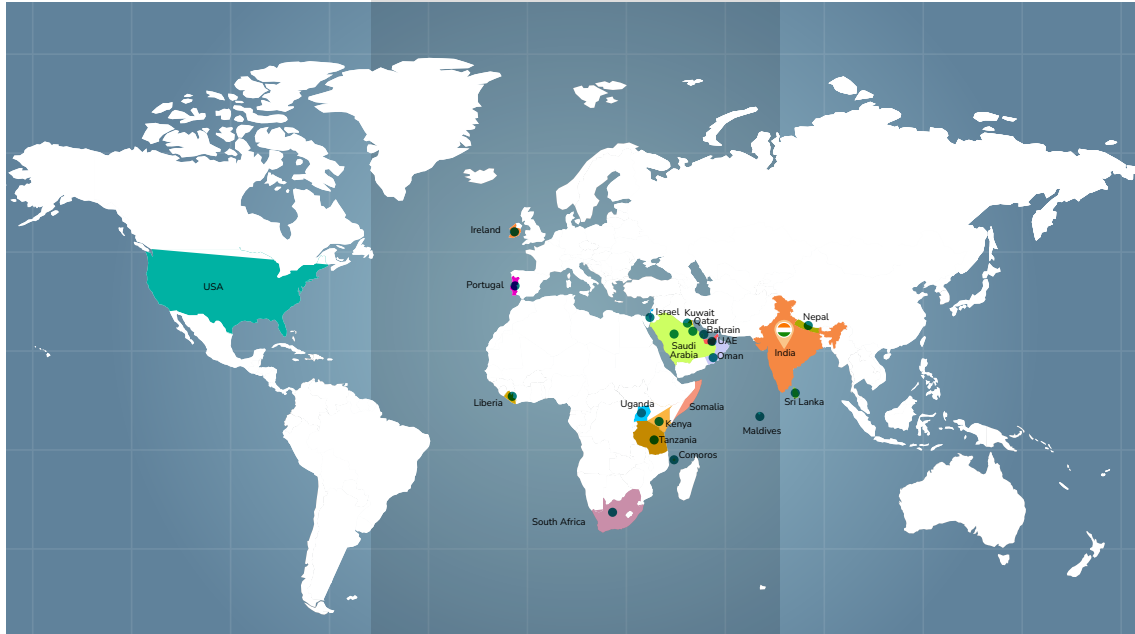 Ireland
USA
Portugal
Israel
Kuwait
Qatar
Bahrain
UAE
Saudi
Arabia
Oman
Nepal
India
Sri Lanka
Maldives
Liberia
Uganda
Somalia
Kenya
Tanzania
Comoros
South Africa